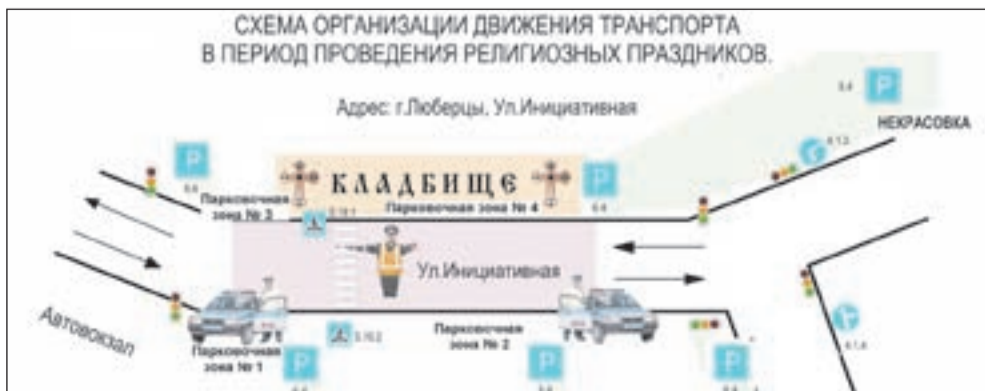 СХЕМА ОРГАНИЗАЦИИ ДВИЖЕНИЯ ТРАНСПОРТА
В ПЕРИОД ПРОВЕДЕНИЯ РЕЛИГИОЗНЫХ ПРАЗДНИКОВ.
Адрес: г.Люберцы, Ул.Инициативная
P
НЕКРАСОВКА
P
КЛАДБИЩЕ
P
Парковочная
зона № 3
Парковочная зона № 4
Ул.Инициативная
Автовокзал
Парковочная
зона № 1
P
Парковочная
зона № 2
P
P